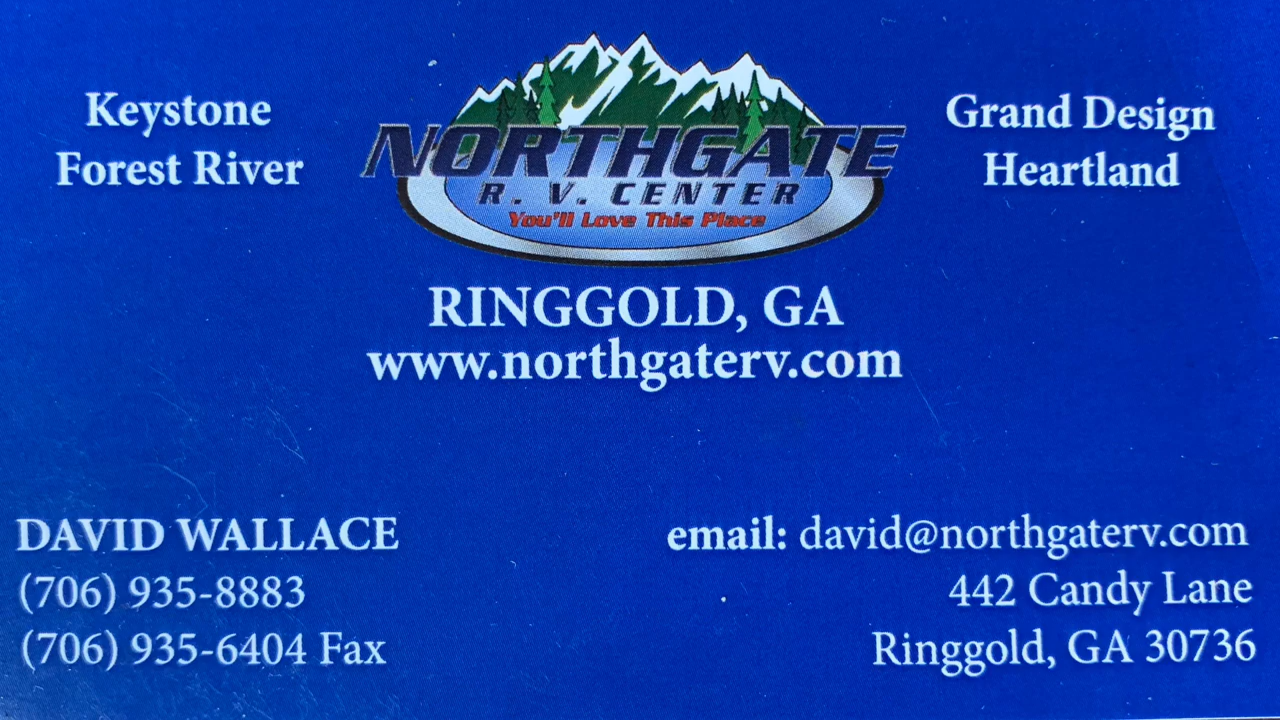 Keystone
Forest River
NORTHGATE
R. V. CENTER
You'll Love This Place
Grand Design
Heartland
RINGGOLD, GA
www.northgaterv.com
DAVID WALLACE
(706) 935-8883
(706) 935-6404 Fax
email: david@northgaterv.com
442 Candy Lane
Ringgold, GA 30736